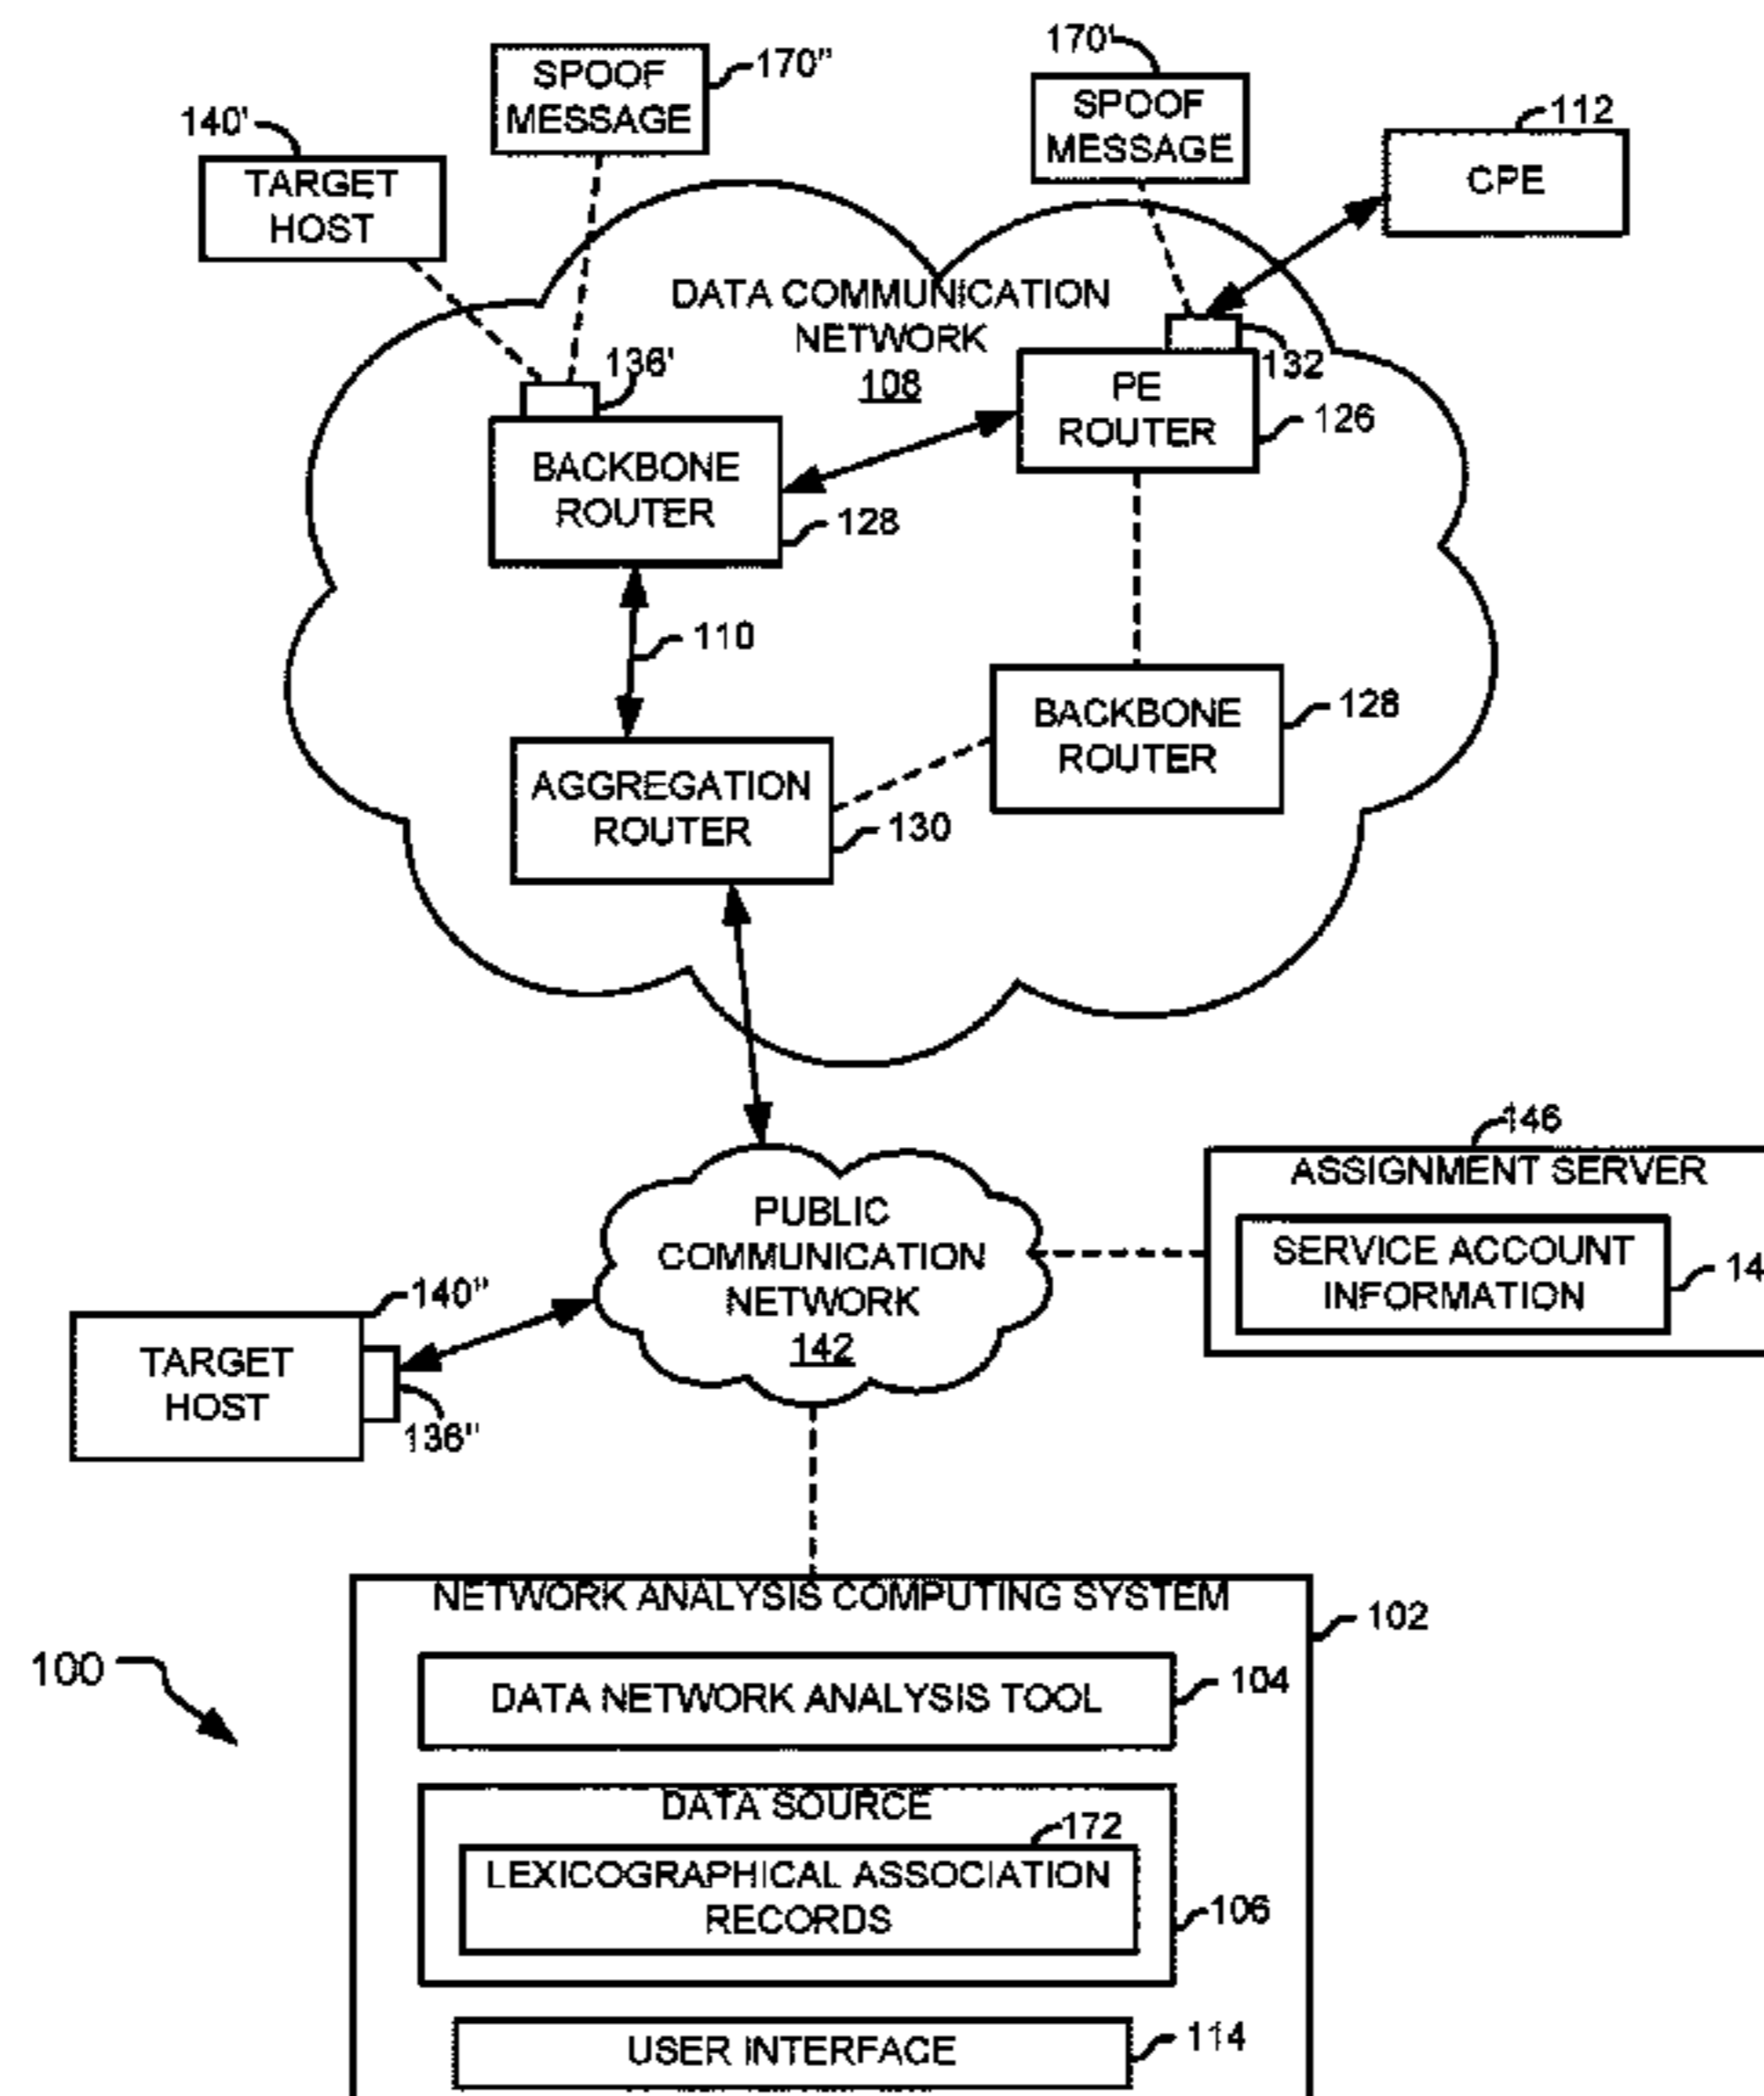 170"
SPOOF
MESSAGE
170'
SPOOF
MESSAGE
112
CPE
140'
TARGET
HOST
DATA COMMUNICATION
NETWORK
108
136'
132
PE
ROUTER
126
BACKBONE
ROUTER
128
110
BACKBONE
ROUTER
128
AGGREGATION
ROUTER
130
146
ASSIGNMENT SERVER
SERVICE ACCOUNT
INFORMATION
14
PUBLIC
COMMUNICATION
NETWORK
142
140"
TARGET
HOST
136"
NETWORK ANALYSIS COMPUTING SYSTEM
102
100
DATA NETWORK ANALYSIS TOOL
104
DATA SOURCE
172
LEXICOGRAPHICAL ASSOCIATION
RECORDS
106
USER INTERFACE
114